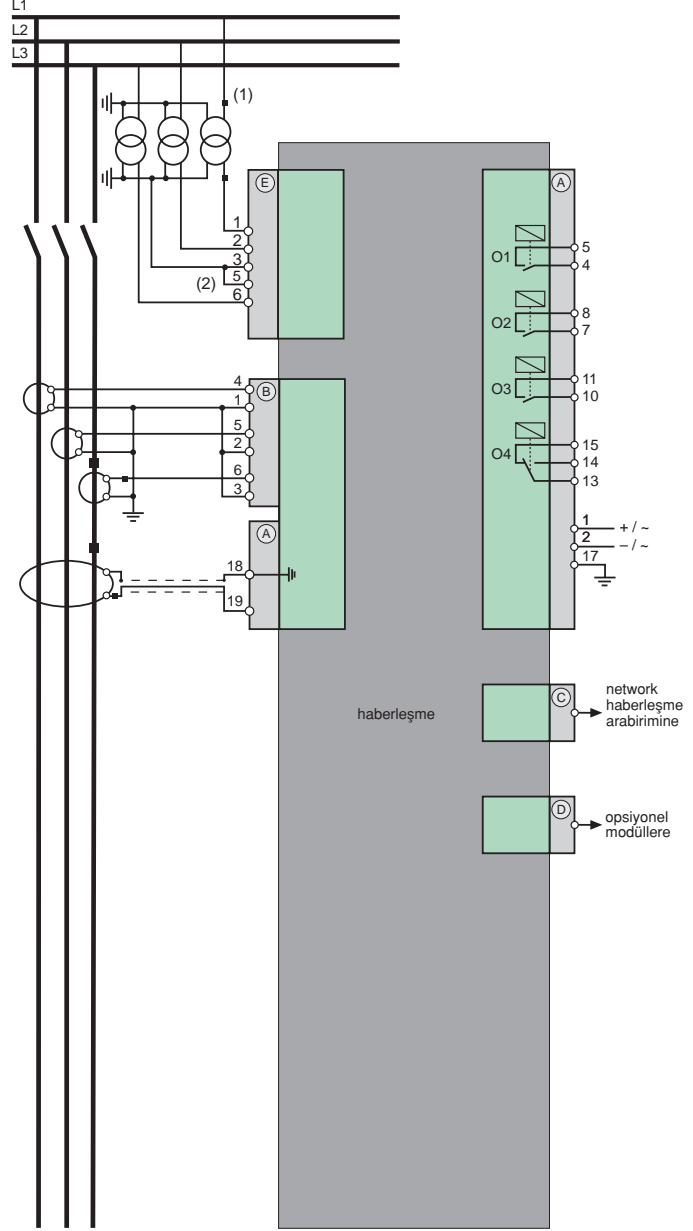 L1
L2
L3
(1)
E
1
2
3
5
6
(2)
A
O1
5
4
O2
8
7
O3
11
10
O4
15
14
13
1
+ / ~
2
– / ~
17
B
4
1
5
2
6
3
A
18
19
haberleşme
C
network
haberleşme
arabirimine
D
opsiyonel
modüllere